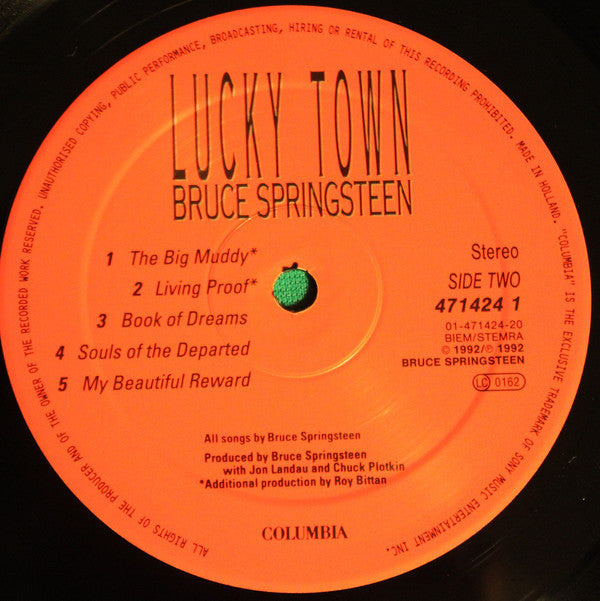 UNAUTHORISED COPYING, PUBLIC PERFORMANCE, BROADCASTING, HIRING OR RENTAL OF THIS RECORDING PROHIBITED. MADE IN HOLLAND. "COLUMBIA" IS THE EXCLUSIVE TRADEMARK OF SONY MUSIC ENTERTAINMENT INC.
ALL RIGHTS OF THE PRODUCER AND OF THE OWNER OF THE RECORDED WORK RESERVED.
LUCKY TOWN
BRUCE SPRINGSTEEN
1 The Big Muddy*
2 Living Proof*
3 Book of Dreams
4 Souls of the Departed
5 My Beautiful Reward
Stereo
SIDE TWO
471424 1
01-471424-20
BIEM/STEMRA
© 1992/℗ 1992
BRUCE SPRINGSTEEN
LC 0162
All songs by Bruce Springsteen
Produced by Bruce Springsteen
with Jon Landau and Chuck Plotkin
*Additional production by Roy Bittan
COLUMBIA